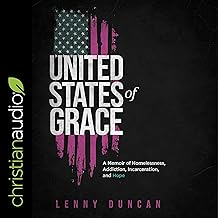 christianaudio
UNITED
STATES of
GRACE
A Memoir of Homelessness,
Addiction, Incarceration,
and Hope
LENNY DUNCAN